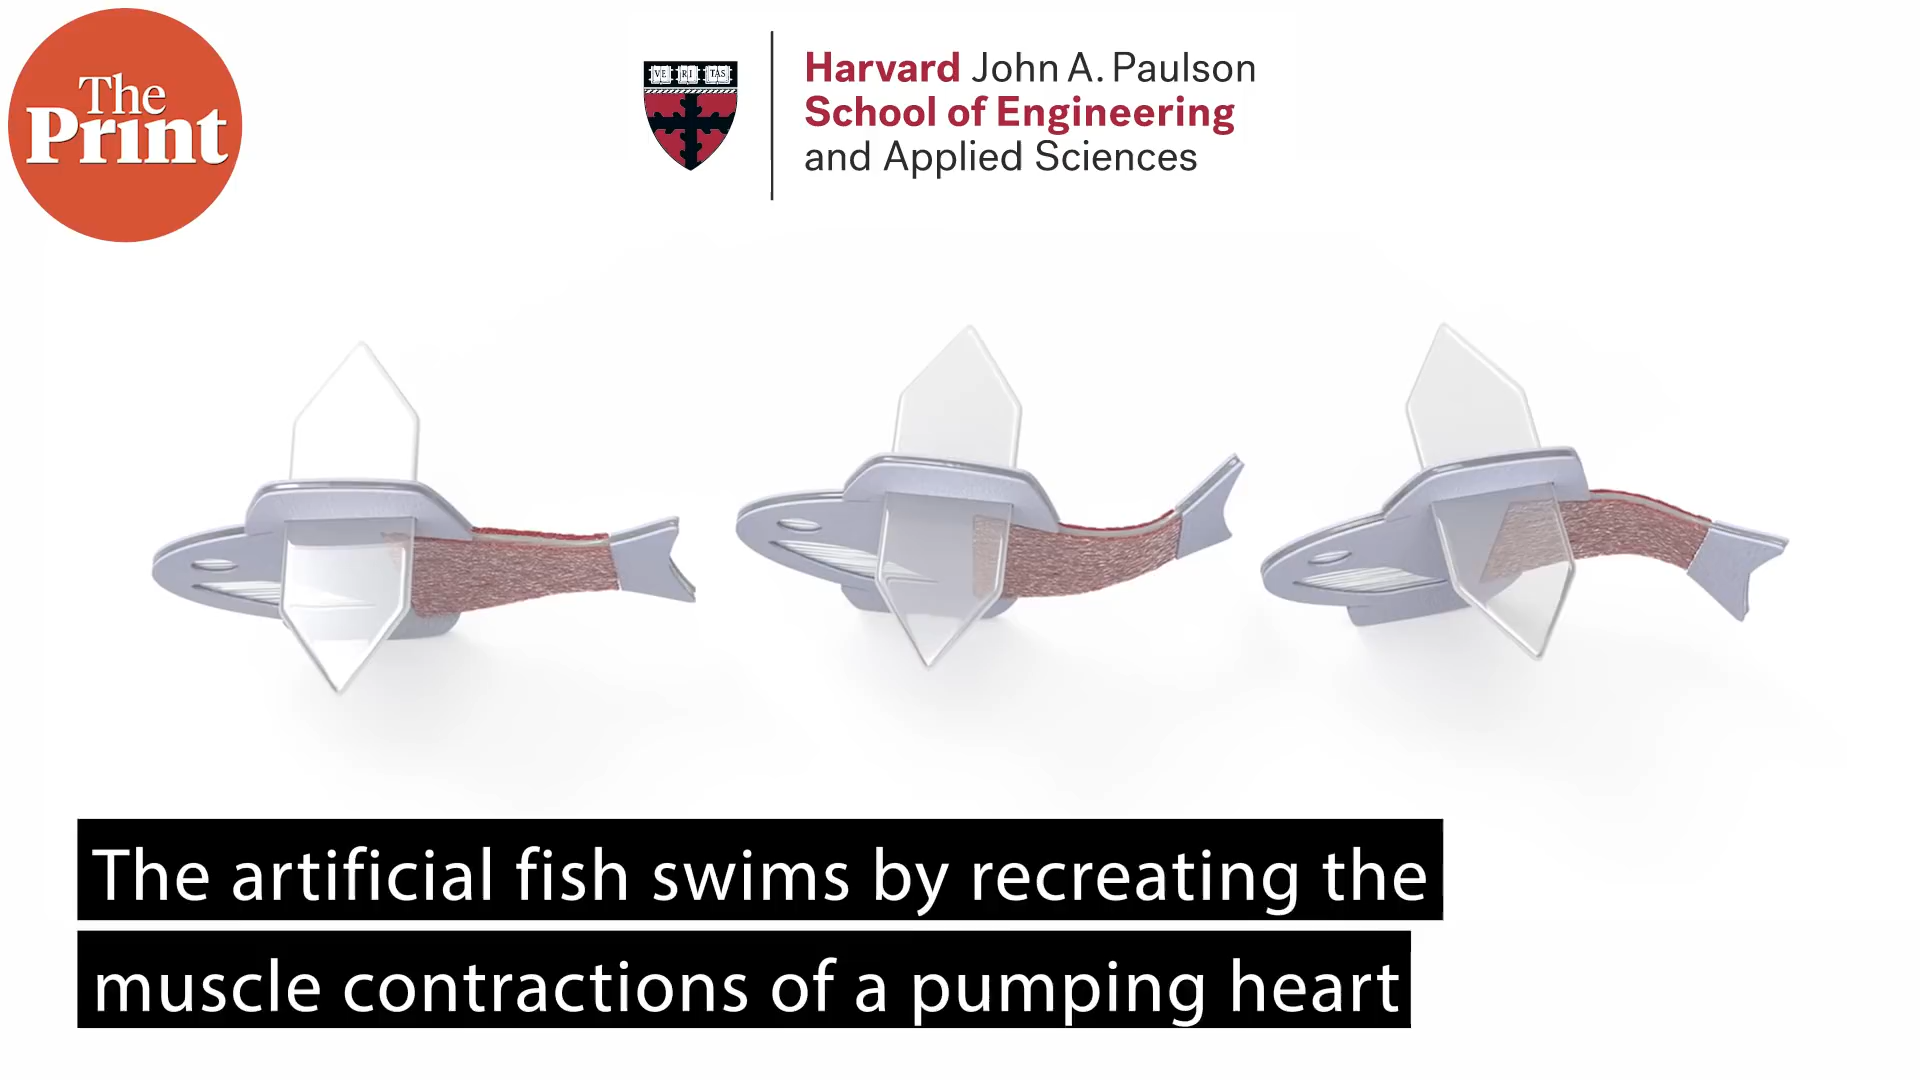 The
Print
VE RI TAS
Harvard John A. Paulson
School of Engineering
and Applied Sciences
The artificial fish swims by recreating the
muscle contractions of a pumping heart